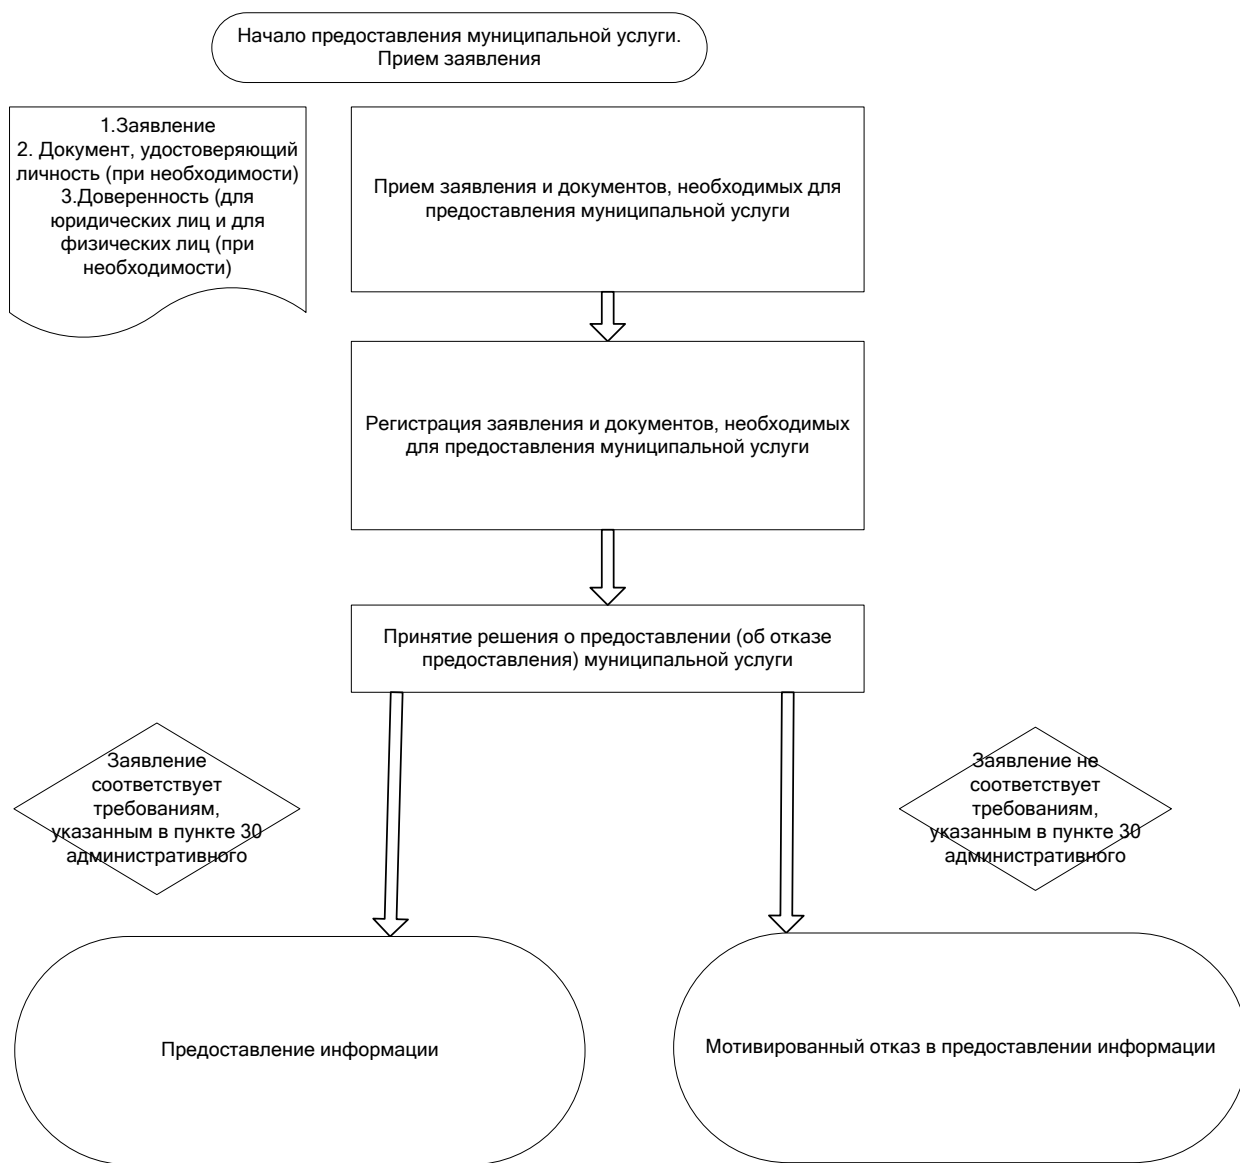 Начало предоставления муниципальной услуги.
Прием заявления
1.Заявление
2. Документ, удостоверяющий
личность (при необходимости)
3.Доверенность (для
юридических лиц и для
физических лиц (при
необходимости)
Прием заявления и документов, необходимых для
предоставления муниципальной услуги
Регистрация заявления и документов, необходимых
для предоставления муниципальной услуги
Принятие решения о предоставлении (об отказе
предоставления) муниципальной услуги
Заявление
соответствует
требованиям,
указанным в пункте 30
административного
Заявление не
соответствует
требованиям,
указанным в пункте 30
административного
Предоставление информации
Мотивированный отказ в предоставлении информации